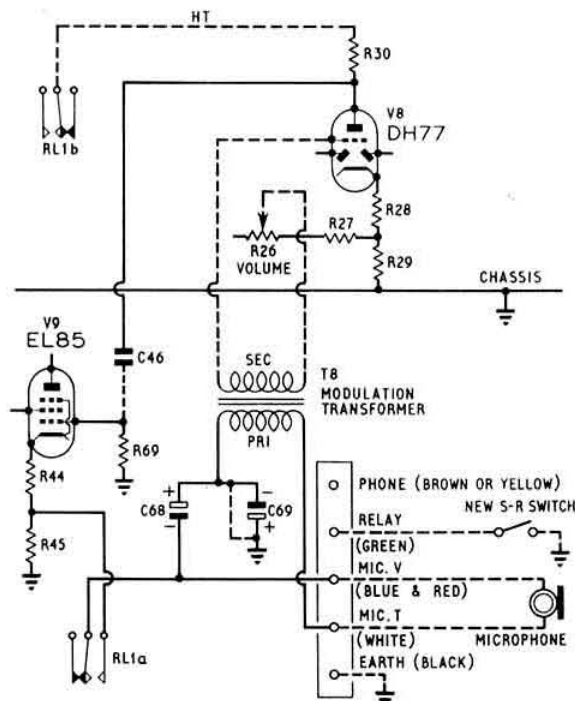 HT
R30
V8
DH77
RL1b
R28
R27
R26
VOLUME
R29
CHASSIS
V9
EL85
C46
SEC
T8
MODULATION
TRANSFORMER
PRI
R69
R44
+
-
C68
C69
-
+
R45
PHONE (BROWN OR YELLOW)
NEW S-R SWITCH
RELAY
(GREEN)
MIC. V
(BLUE & RED)
MIC. T
(WHITE)
MICROPHONE
EARTH (BLACK)
RL1a